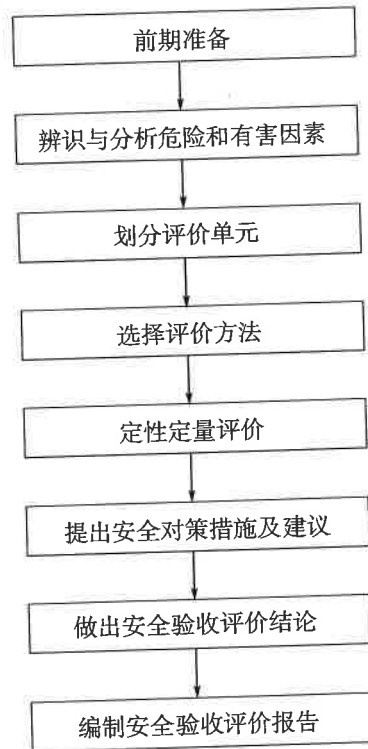 前期准备
辨识与分析危险和有害因素
划分评价单元
选择评价方法
定性定量评价
提出安全对策措施及建议
做出安全验收评价结论
编制安全验收评价报告